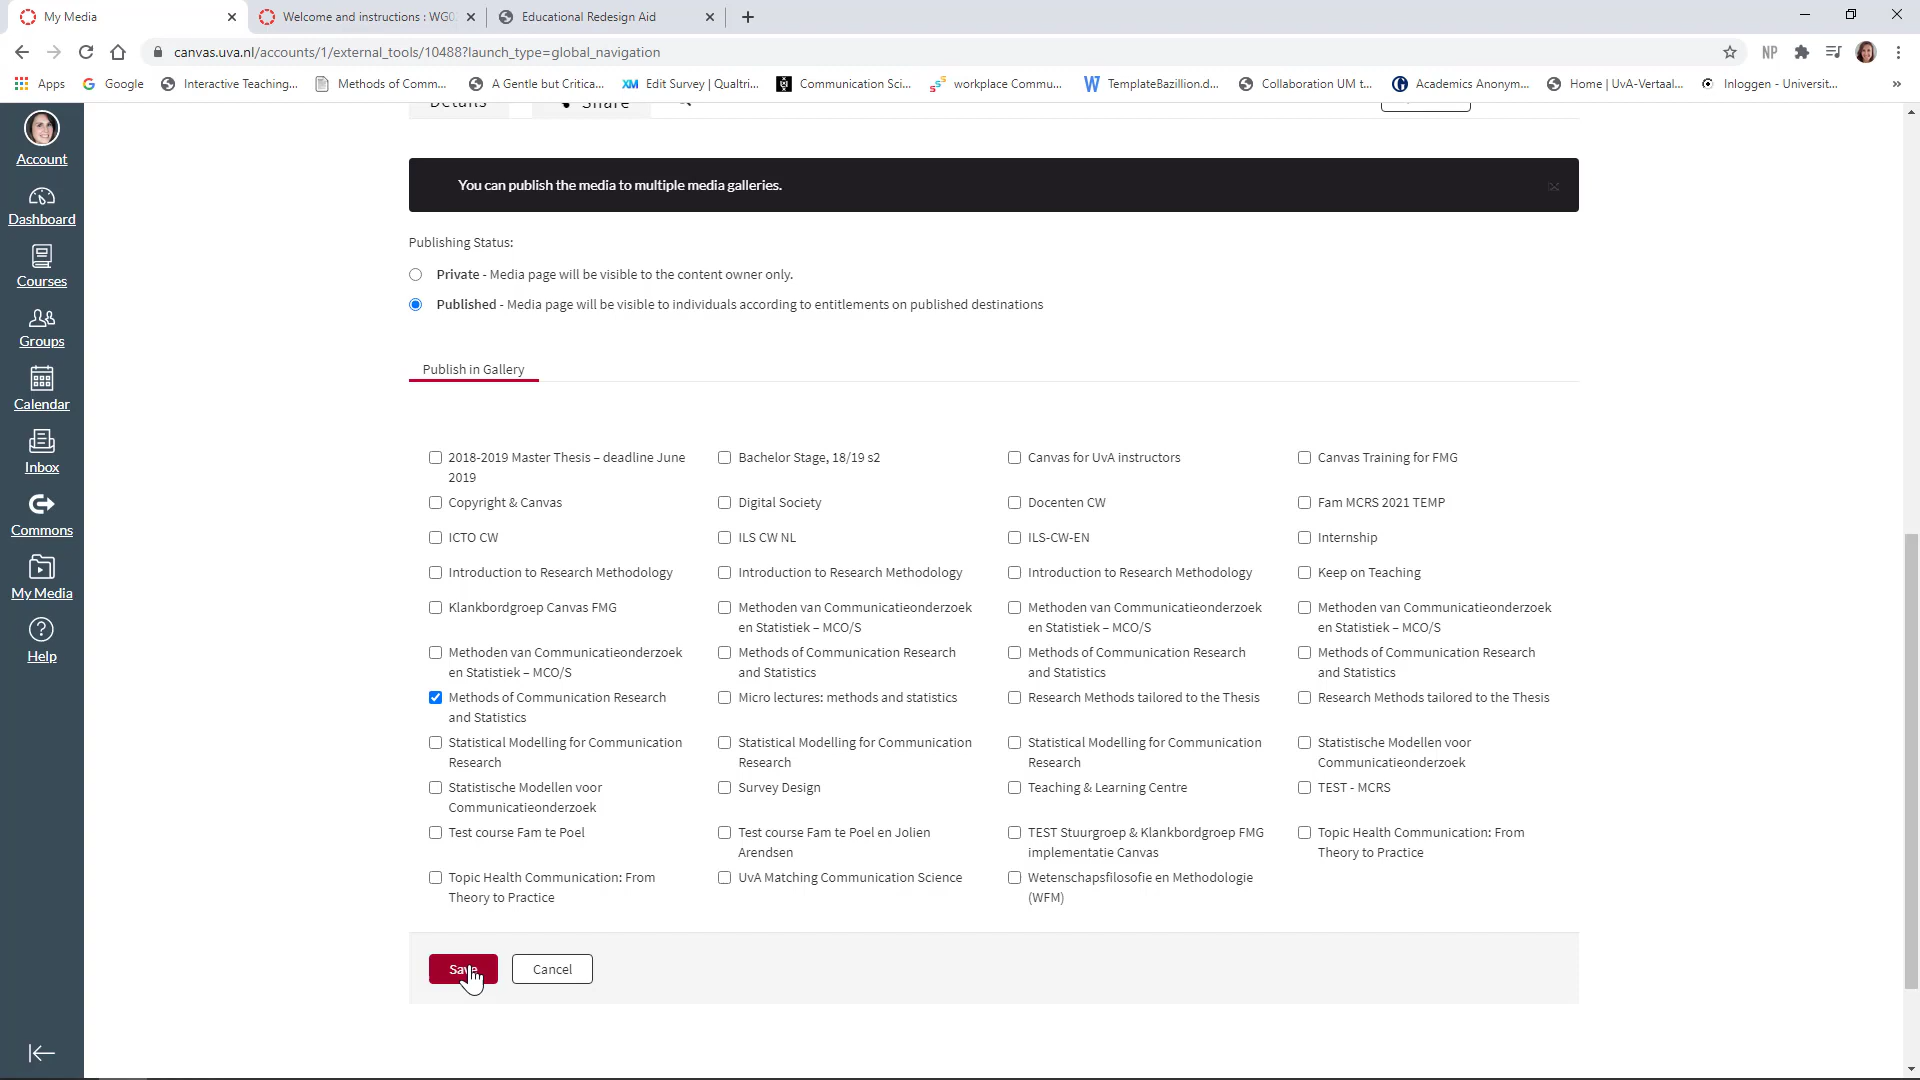 My Media
Welcome and instructions : WG0
Educational Redesign Aid
canvas.uva.nl/accounts/1/external_tools/10488?launch_type=global_navigation
NP
Apps
Google
Interactive Teaching...
Methods of Comm...
A Gentle but Critica...
XM Edit Survey | Qualtri...
Communication Sci...
workplace Commu...
TemplateBazillion.d...
Collaboration UM t...
Academics Anonym...
Home | UvA-Vertaal...
Inloggen - Universit...
»
Details
Share
Account
Dashboard
Courses
Groups
Calendar
Inbox
Commons
My Media
Help
You can publish the media to multiple media galleries.
Publishing Status:
Private - Media page will be visible to the content owner only.
Published - Media page will be visible to individuals according to entitlements on published destinations
Publish in Gallery
2018-2019 Master Thesis – deadline June
2019
Bachelor Stage, 18/19 s2
Canvas for UvA instructors
Canvas Training for FMG
Copyright & Canvas
Digital Society
Docenten CW
Fam MCRS 2021 TEMP
ICTO CW
ILS CW NL
ILS-CW-EN
Internship
Introduction to Research Methodology
Introduction to Research Methodology
Introduction to Research Methodology
Keep on Teaching
Klankbordgroep Canvas FMG
Methoden van Communicatieonderzoek
en Statistiek – MCO/S
Methoden van Communicatieonderzoek
en Statistiek – MCO/S
Methoden van Communicatieonderzoek
en Statistiek – MCO/S
Methoden van Communicatieonderzoek
en Statistiek – MCO/S
Methods of Communication Research
and Statistics
Methods of Communication Research
and Statistics
Methods of Communication Research
and Statistics
Methods of Communication Research
and Statistics
Micro lectures: methods and statistics
Research Methods tailored to the Thesis
Research Methods tailored to the Thesis
Statistical Modelling for Communication
Research
Statistical Modelling for Communication
Research
Statistical Modelling for Communication
Research
Statistische Modellen voor
Communicatieonderzoek
Statistische Modellen voor
Communicatieonderzoek
Survey Design
Teaching & Learning Centre
TEST - MCRS
Test course Fam te Poel
Test course Fam te Poel en Jolien
Arendsen
TEST Stuurgroep & Klankbordgroep FMG
implementatie Canvas
Topic Health Communication: From
Theory to Practice
Topic Health Communication: From
Theory to Practice
UvA Matching Communication Science
Wetenschapsfilosofie en Methodologie
(WFM)
Save
Cancel